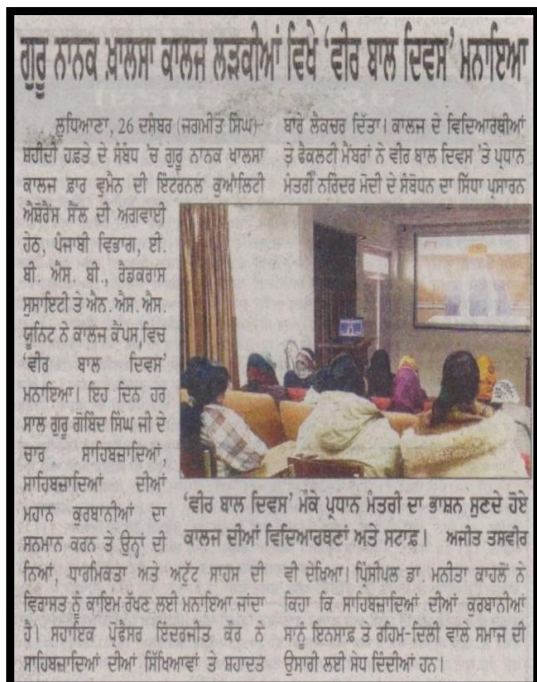 ਗੁਰੂ ਨਾਨਕ ਖ਼ਾਲਸਾ ਕਾਲਜ ਲੜਕੀਆਂ ਵਿਖੇ ‘ਵੀਰ ਬਾਲ ਦਿਵਸ’ ਮਨਾਇਆ
ਲੁਧਿਆਣਾ, 26 ਦਸੰਬਰ (ਜਗਮੀਤ ਸਿੰਘ)-
ਸ਼ਹੀਦੀ ਹਫ਼ਤੇ ਦੇ ਸੰਬੰਧ ’ਚ ਗੁਰੂ ਨਾਨਕ ਖਾਲਸਾ
ਕਾਲਜ ਫਾਰ ਵੁਮੈਨ ਦੀ ਇੰਟਰਨਲ ਕੁਆਲਿਟੀ
ਐਸ਼ੋਰੈਂਸ ਸੈੱਲ ਦੀ ਅਗਵਾਈ
ਹੇਠ, ਪੰਜਾਬੀ ਵਿਭਾਗ, ਈ.
ਬੀ. ਐਸ. ਬੀ., ਰੈਡਕਰਾਸ
ਸੁਸਾਇਟੀ ਤੇ ਐਨ. ਐਸ. ਐਸ.
ਯੂਨਿਟ ਨੇ ਕਾਲਜ ਕੈਂਪਸ ਵਿਚ
‘ਵੀਰ ਬਾਲ ਦਿਵਸ’
ਮਨਾਇਆ। ਇਹ ਦਿਨ ਹਰ
ਸਾਲ ਗੁਰੂ ਗੋਬਿੰਦ ਸਿੰਘ ਜੀ ਦੇ
ਚਾਰ ਸਾਹਿਬਜ਼ਾਦਿਆਂ,
ਸਾਹਿਬਜ਼ਾਦਿਆਂ ਦੀਆਂ
ਮਹਾਨ ਕੁਰਬਾਨੀਆਂ ਦਾ
ਸਨਮਾਨ ਕਰਨ ਤੇ ਉਨ੍ਹਾਂ ਦੀ
ਨਿਆਂ, ਧਾਰਮਿਕਤਾ ਅਤੇ ਅਟੁੱਟ ਸਾਹਸ ਦੀ
ਵਿਰਾਸਤ ਨੂੰ ਕਾਇਮ ਰੱਖਣ ਲਈ ਮਨਾਇਆ ਜਾਂਦਾ
ਹੈ। ਸਹਾਇਕ ਪ੍ਰੋਫੈਸਰ ਇੰਦਰਜੀਤ ਕੌਰ ਨੇ
ਸਾਹਿਬਜ਼ਾਦਿਆਂ ਦੀਆਂ ਸਿੱਖਿਆਵਾਂ ਤੇ ਸ਼ਹਾਦਤ
ਬਾਰੇ ਲੈਕਚਰ ਦਿੱਤਾ। ਕਾਲਜ ਦੇ ਵਿਦਿਆਰਥੀਆਂ
ਤੇ ਫੈਕਲਟੀ ਮੈਂਬਰਾਂ ਨੇ ਵੀਰ ਬਾਲ ਦਿਵਸ ’ਤੇ ਪ੍ਰਧਾਨ
ਮੰਤਰੀ ਨਰਿੰਦਰ ਮੋਦੀ ਦੇ ਸੰਬੋਧਨ ਦਾ ਸਿੱਧਾ ਪ੍ਰਸਾਰਨ
‘ਵੀਰ ਬਾਲ ਦਿਵਸ’ ਮੌਕੇ ਪ੍ਰਧਾਨ ਮੰਤਰੀ ਦਾ ਭਾਸ਼ਨ ਸੁਣਦੇ ਹੋਏ
ਕਾਲਜ ਦੀਆਂ ਵਿਦਿਆਰਥਣਾਂ ਅਤੇ ਸਟਾਫ਼। ਅਜੀਤ ਤਸਵੀਰ
ਵੀ ਦੇਖਿਆ। ਪ੍ਰਿੰਸੀਪਲ ਡਾ. ਮਨੀਤਾ ਕਾਹਲੋਂ ਨੇ
ਕਿਹਾ ਕਿ ਸਾਹਿਬਜ਼ਾਦਿਆਂ ਦੀਆਂ ਕੁਰਬਾਨੀਆਂ
ਸਾਨੂੰ ਇਨਸਾਫ਼ ਤੇ ਰਹਿਮ-ਦਿਲੀ ਵਾਲੇ ਸਮਾਜ ਦੀ
ਉਸਾਰੀ ਲਈ ਸੇਧ ਦਿੰਦੀਆਂ ਹਨ।